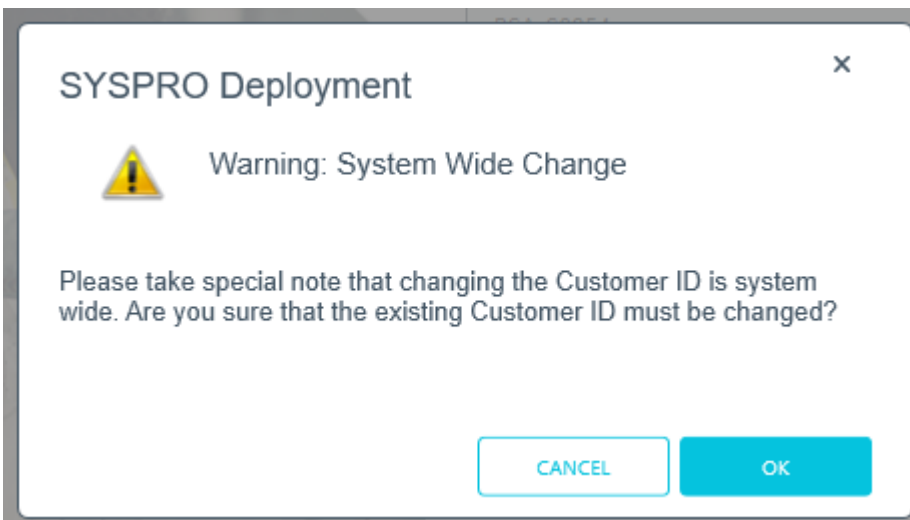 SYSPRO Deployment
Warning: System Wide Change
Please take special note that changing the Customer ID is system
wide. Are you sure that the existing Customer ID must be changed?
CANCEL
OK